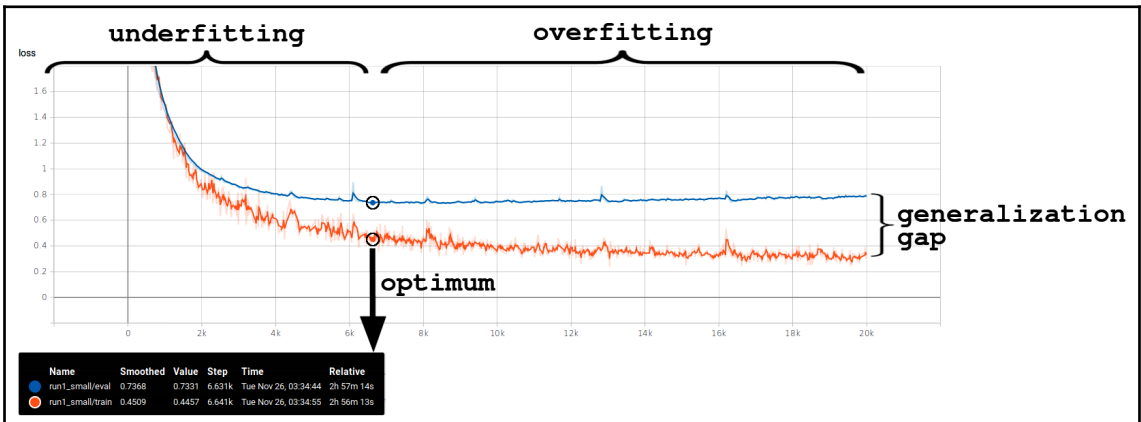 underfitting
overfitting
loss
1.6
1.4
1.2
1
0.8
0.6
0.4
0.2
0
generalization
gap
optimum
0 2k 4k 6k 8k 10k 12k 14k 16k 18k 20k
Name Smoothed Value Step Time Relative
run1_small/eval 0.7368 0.7331 6.631k Tue Nov 26, 03:34:44 2h 57m 14s
run1_small/train 0.4509 0.4457 6.641k Tue Nov 26, 03:34:55 2h 56m 13s